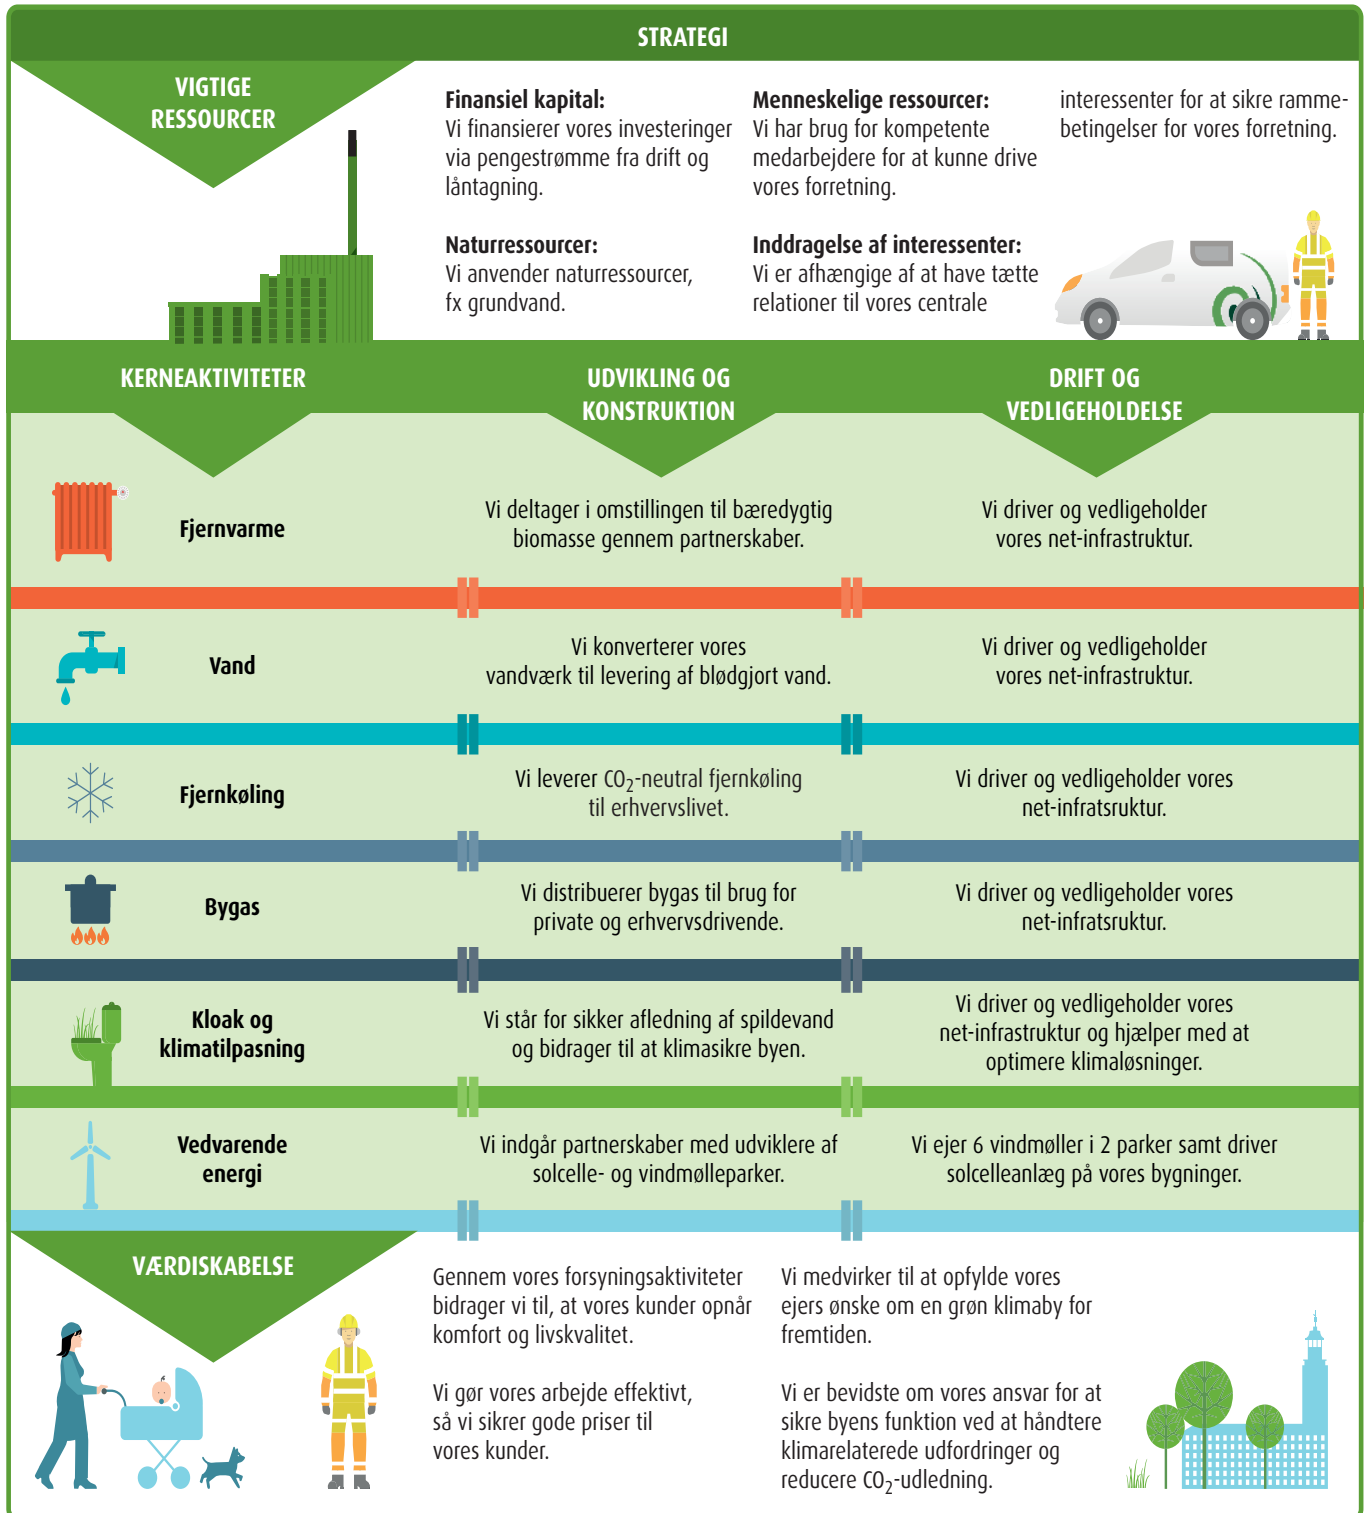 STRATEGI
VIGTIGE
RESSOURCER
Finansiel kapital:
Vi finansierer vores investeringer
via pengestrømme fra drift og
låntagning.
Naturressourcer:
Vi anvender naturressourcer,
fx grundvand.
Menneskelige ressourcer:
Vi har brug for kompetente
medarbejdere for at kunne drive
vores forretning.
Inddragelse af interessenter:
Vi er afhængige af at have tætte
relationer til vores centrale
interessenter for at sikre ramme-
betingelser for vores forretning.
KERNEAKTIVITETER
UDVIKLING OG
KONSTRUKTION
DRIFT OG
VEDLIGEHOLDELSE
Fjernvarme
Vi deltager i omstillingen til bæredygtig
biomasse gennem partnerskaber.
Vi driver og vedligeholder
vores net-infrastruktur.
Vand
Vi konverterer vores
vandværk til levering af blødgjort vand.
Vi driver og vedligeholder
vores net-infrastruktur.
Fjernkøling
Vi leverer CO₂-neutral fjernkøling
til erhvervslivet.
Vi driver og vedligeholder vores
net-infratsruktur.
Bygas
Vi distribuerer bygas til brug for
private og erhvervsdrivende.
Vi driver og vedligeholder vores
net-infratsruktur.
Kloak og
klimatilpasning
Vi står for sikker afledning af spildevand
og bidrager til at klimasikre byen.
Vi driver og vedligeholder vores
net-infrastruktur og hjælper med at
optimere klimaløsninger.
Vedvarende
energi
Vi indgår partnerskaber med udviklere af
solcelle- og vindmølleparker.
Vi ejer 6 vindmøller i 2 parker samt driver
solcelleanlæg på vores bygninger.
VÆRDISKABELSE
Gennem vores forsyningsaktiviteter
bidrager vi til, at vores kunder opnår
komfort og livskvalitet.
Vi gør vores arbejde effektivt,
så vi sikrer gode priser til
vores kunder.
Vi medvirker til at opfylde vores
ejers ønske om en grøn klimaby for
fremtiden.
Vi er bevidste om vores ansvar for at
sikre byens funktion ved at håndtere
klimarelaterede udfordringer og
reducere CO₂-udledning.